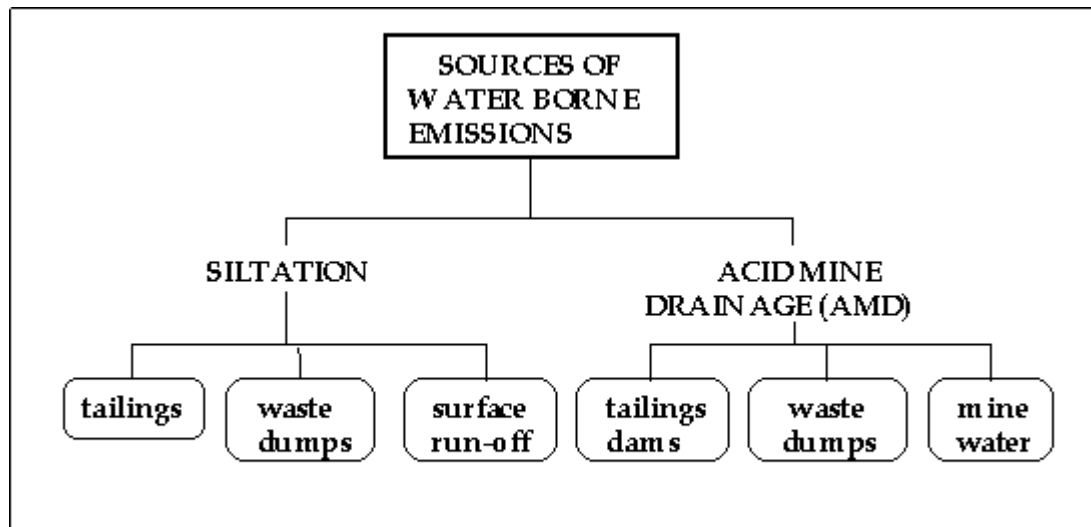 SOURCES OF
WATER BORNE
EMISSIONS
SILTATION
ACID MINE
DRAINAGE (AMD)
tailings
waste
dumps
surface
run-off
tailings
dams
waste
dumps
mine
water